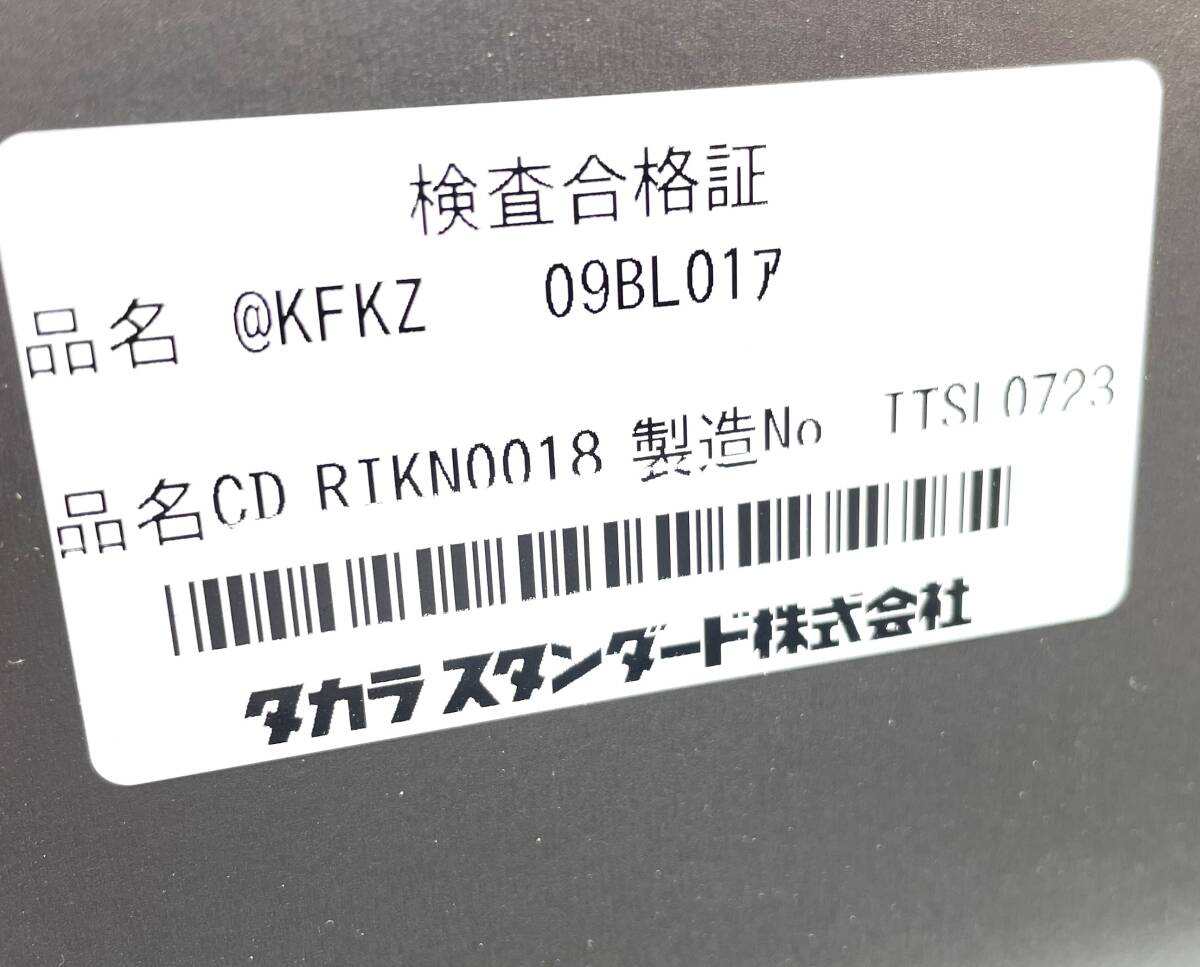 検査合格証
品名 @KFKZ 09BL01ｱ
品名CD RIKN0018 製造No ITSL0723
タカラスタンダード株式会社